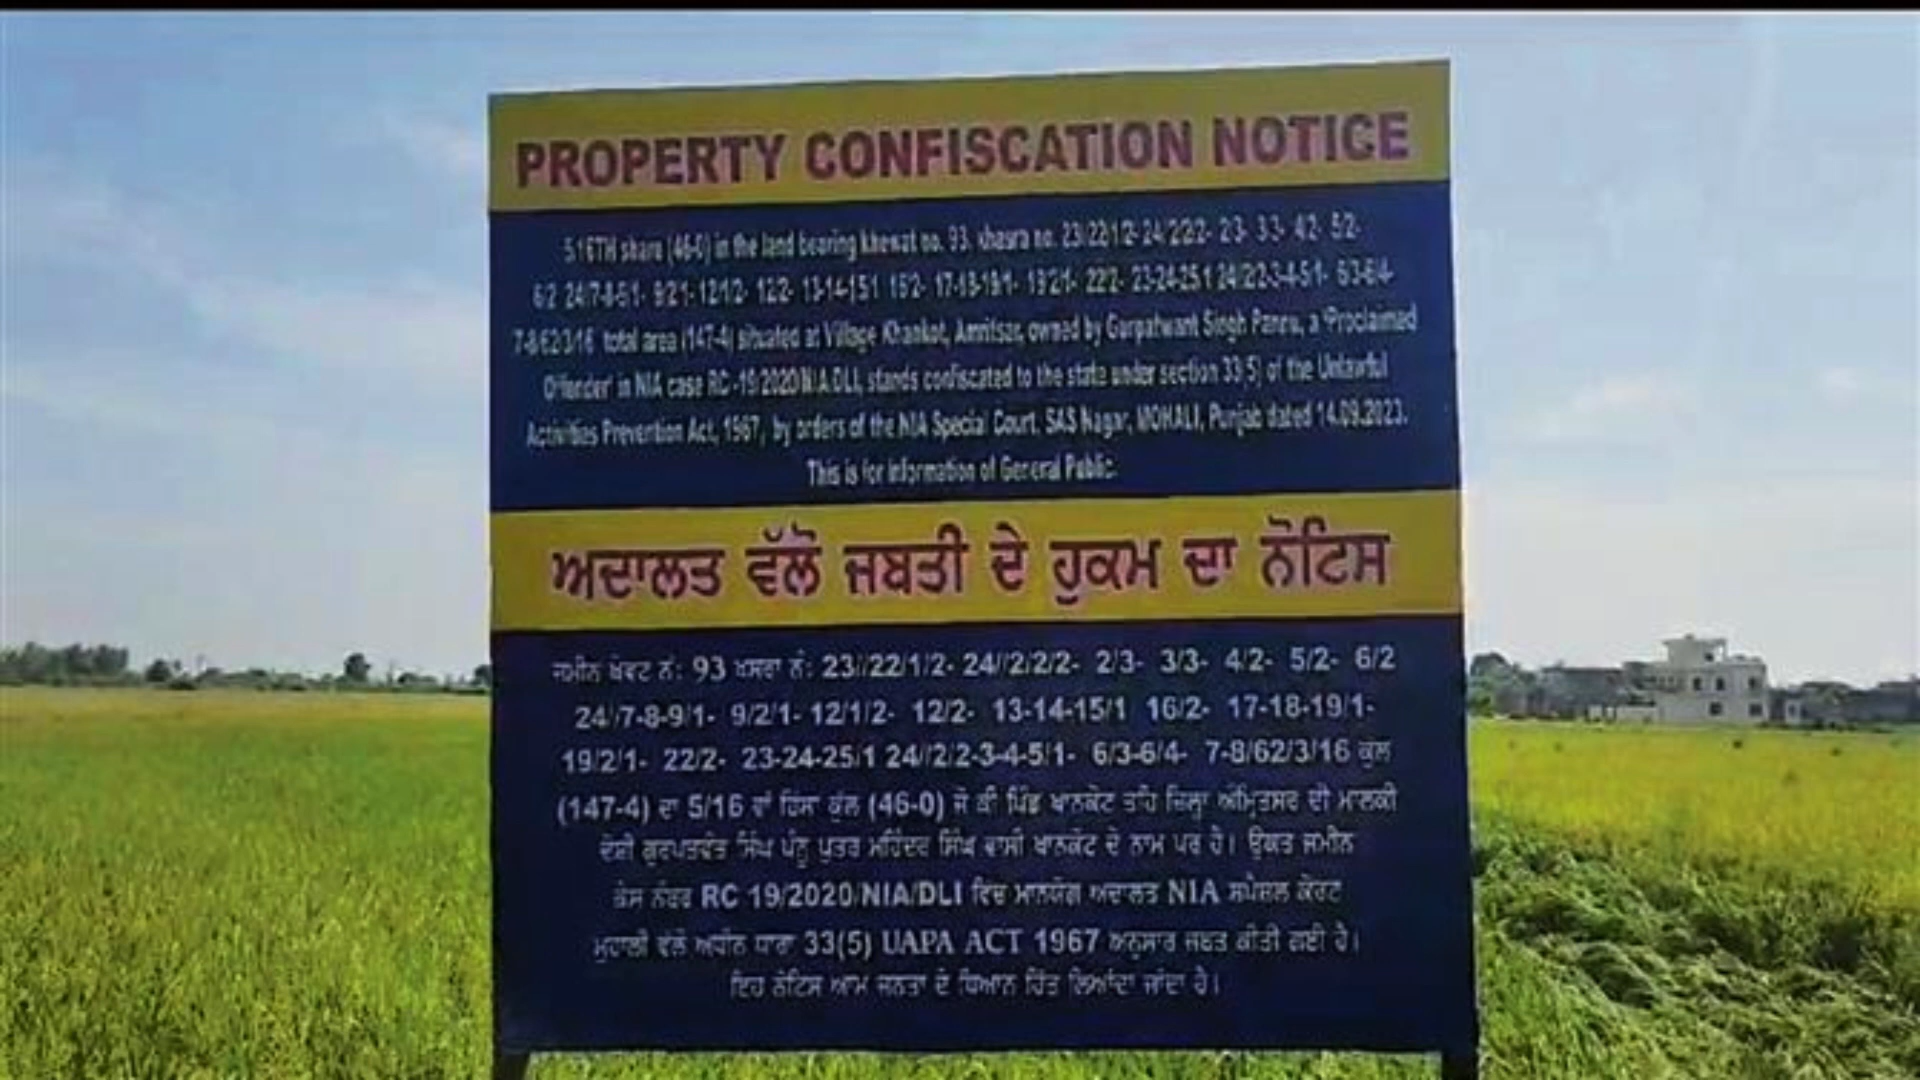 PROPERTY CONFISCATION NOTICE
5/16TH share (46-0) in the land bearing khewat no. 93, khasra no. 23//22/1/2- 24//2/2/2- 2/3- 3/3- 4/2- 5/2-
6/2 24//7-8-9/1- 9/2/1- 12/1/2- 12/2- 13-14-15/1 16/2- 17-18-19/1- 19/2/1- 22/2- 23-24-25/1 24//2/2-3-4-5/1- 6/3-6/4-
7-8/62/3/16 total area (147-4) situated at Village Khankot, Amritsar, owned by Gurpatwant Singh Pannu, a 'Proclaimed
Offender' in NIA case RC -19/2020/NIA/DLI, stands confiscated to the state under section 33(5) of the Unlawful
Activities Prevention Act, 1967, by orders of the NIA Special Court, SAS Nagar, MOHALI, Punjab dated 14.09.2023.
This is for information of General Public.
ਅਦਾਲਤ ਵੱਲੋ ਜਬਤੀ ਦੇ ਹੁਕਮ ਦਾ ਨੋਟਿਸ
ਜਮੀਨ ਖੇਵਟ ਨੰ: 93 ਖਸਰਾ ਨੰ: 23//22/1/2- 24//2/2/2- 2/3- 3/3- 4/2- 5/2- 6/2
24//7-8-9/1- 9/2/1- 12/1/2- 12/2- 13-14-15/1 16/2- 17-18-19/1-
19/2/1- 22/2- 23-24-25/1 24//2/2-3-4-5/1- 6/3-6/4- 7-8/62/3/16 ਕੁਲ
(147-4) ਦਾ 5/16 ਵਾਂ ਹਿਸਾ ਕੁੱਲ (46-0) ਜੋ ਕੀ ਪਿੰਡ ਖਾਨਕੋਟ ਤਹਿ ਜਿਲ੍ਹਾ ਅੰਮ੍ਰਿਤਸਰ ਦੀ ਮਾਲਕੀ
ਦੋਸ਼ੀ ਗੁਰਪਤਵੰਤ ਸਿੰਘ ਪੰਨੂ ਪੁਤਰ ਮਹਿੰਦਰ ਸਿੰਘ ਵਾਸੀ ਖਾਨਕੋਟ ਦੇ ਨਾਮ ਪਰ ਹੈ। ਉਕਤ ਜਮੀਨ
ਕੇਸ ਨੰਬਰ RC 19/2020/NIA/DLI ਵਿਚ ਮਾਨਯੋਗ ਅਦਾਲਤ NIA ਸਪੈਸ਼ਲ ਕੋਰਟ
ਮੁਹਾਲੀ ਵੱਲੋ ਅਧੀਨ ਧਾਰਾ 33(5) UAPA ACT 1967 ਅਨੁਸਾਰ ਜਬਤ ਕੀਤੀ ਗਈ ਹੈ।
ਇਹ ਨੋਟਿਸ ਆਮ ਜਨਤਾ ਦੇ ਧਿਆਨ ਹਿੱਤ ਲਿਆਂਦਾ ਜਾਂਦਾ ਹੈ।